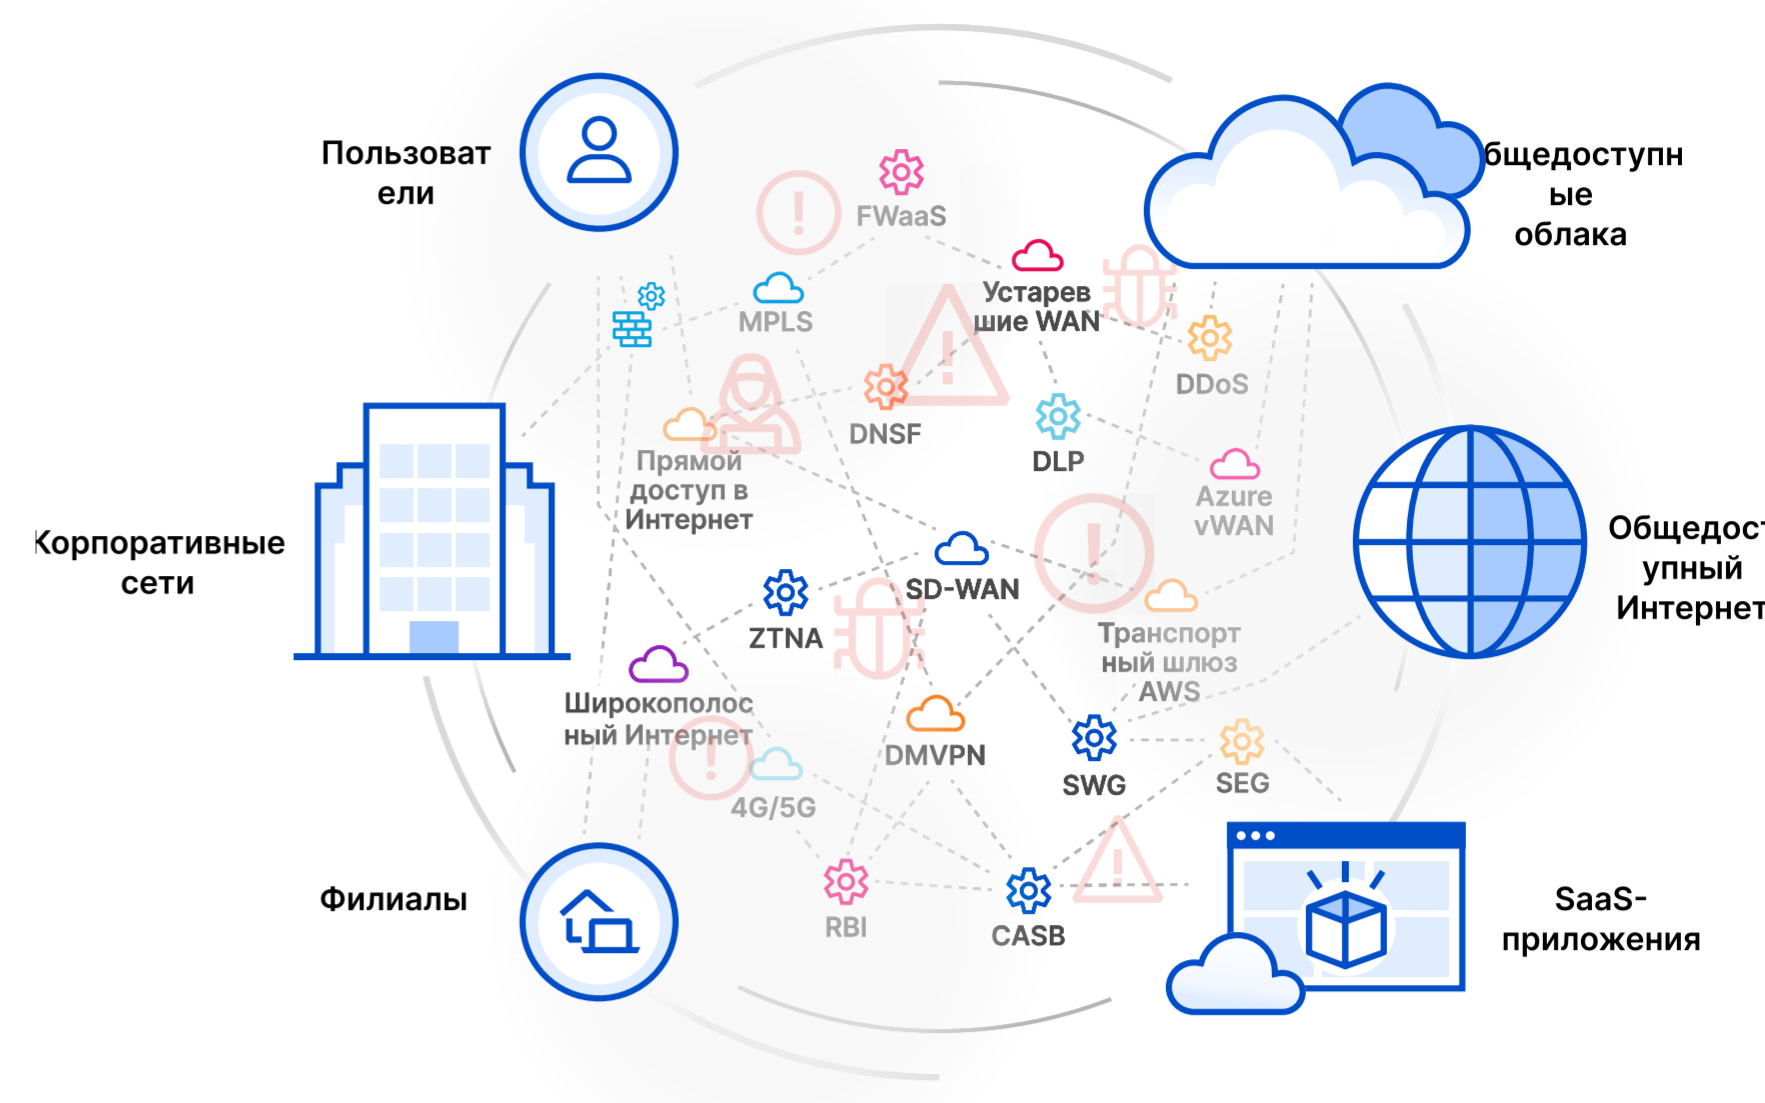 Пользоват
ели
бщедоступн
ые
облака
FWaaS
Устарев
шие WAN
MPLS
DDoS
DNSF
DLP
Прямой
доступ в
Интернет
Azure
vWAN
Корпоративные
сети
Общедост
упный
Интернет
SD-WAN
ZTNA
Транспорт
ный шлюз
AWS
Широкополос
ный Интернет
DMVPN
SWG
SEG
4G/5G
RBI
CASB
Филиалы
SaaS-
приложения